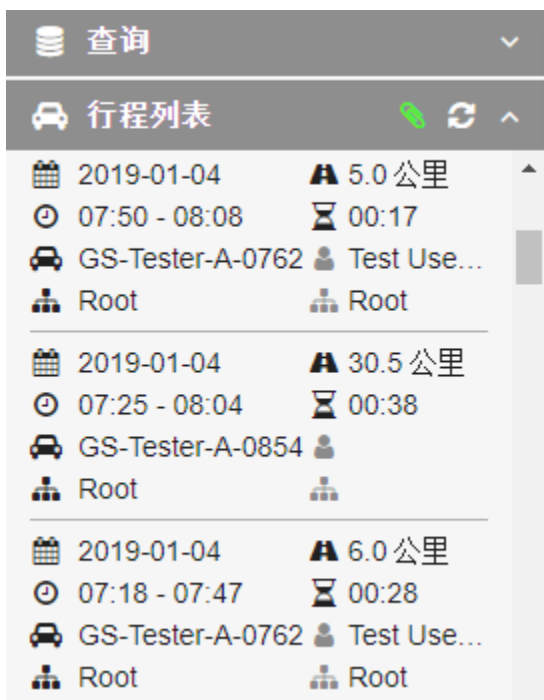 查询
行程列表
2019-01-04 5.0 公里
07:50 - 08:08 00:17
GS-Tester-A-0762 Test Use...
Root Root
2019-01-04 30.5 公里
07:25 - 08:04 00:38
GS-Tester-A-0854
Root
2019-01-04 6.0 公里
07:18 - 07:47 00:28
GS-Tester-A-0762 Test Use...
Root Root